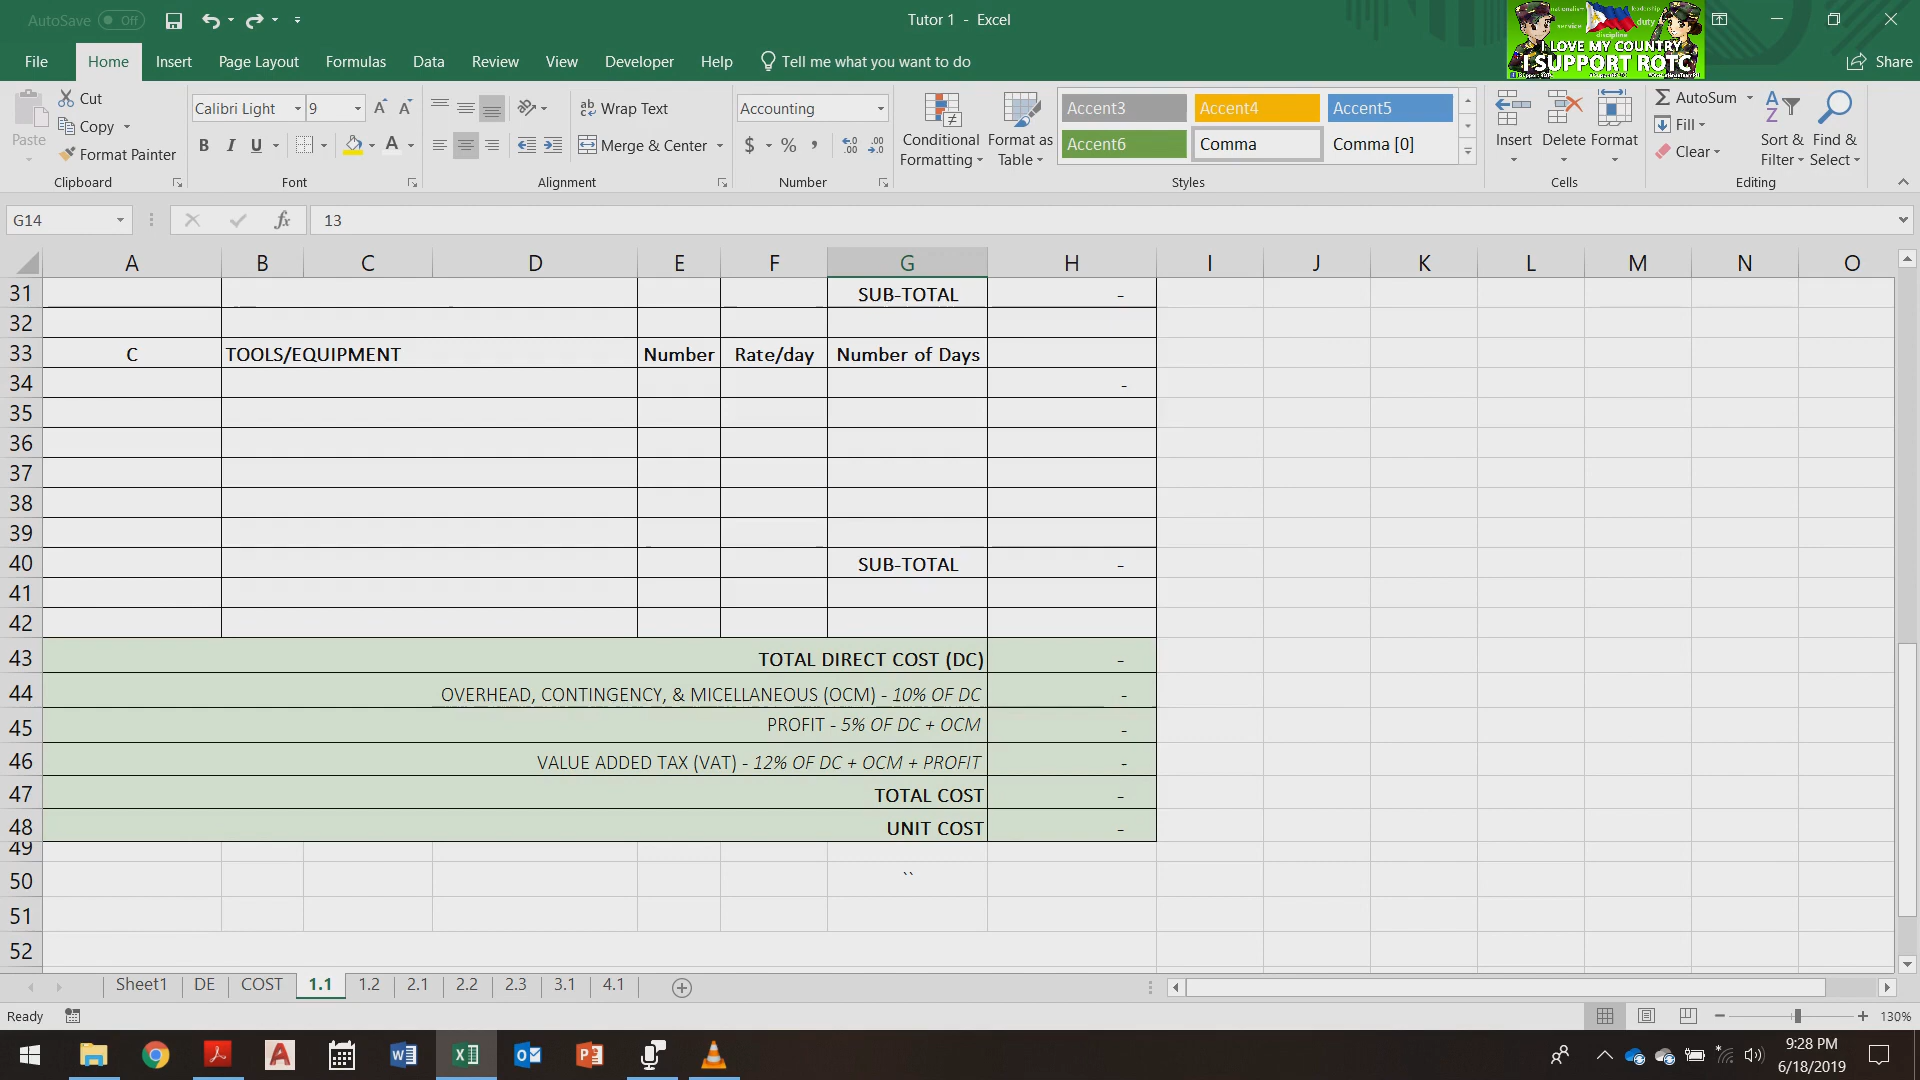 AutoSave Off
Tutor 1 - Excel
nationalism leadership
service duty
discipline
I LOVE MY COUNTRY
I SUPPORT ROTC
File Home Insert Page Layout Formulas Data Review View Developer Help Tell me what you want to do Share
Paste
Cut
Copy
Format Painter
Clipboard
Calibri Light 9
A A
B I U A
Font
ab Wrap Text
Merge & Center
Alignment
Accounting
$ % ,
Number
Conditional Formatting
Format as Table
Accent3 Accent4 Accent5
Accent6 Comma Comma [0]
Styles
Insert Delete Format
Cells
AutoSum
Fill
Clear
Sort & Filter
Find & Select
Editing
G14 fx 13
A B C D E F G H I J K L M N O
31 SUB-TOTAL -
32
33 C TOOLS/EQUIPMENT Number Rate/day Number of Days
34 -
35
36
37
38
39
40 SUB-TOTAL -
41
42
43 TOTAL DIRECT COST (DC) -
44 OVERHEAD, CONTINGENCY, & MICELLANEOUS (OCM) - 10% OF DC -
45 PROFIT - 5% OF DC + OCM -
46 VALUE ADDED TAX (VAT) - 12% OF DC + OCM + PROFIT -
47 TOTAL COST -
48 UNIT COST -
49
50 ``
51
52
Sheet1 DE COST 1.1 1.2 2.1 2.2 2.3 3.1 4.1
Ready 130%
9:28 PM
6/18/2019